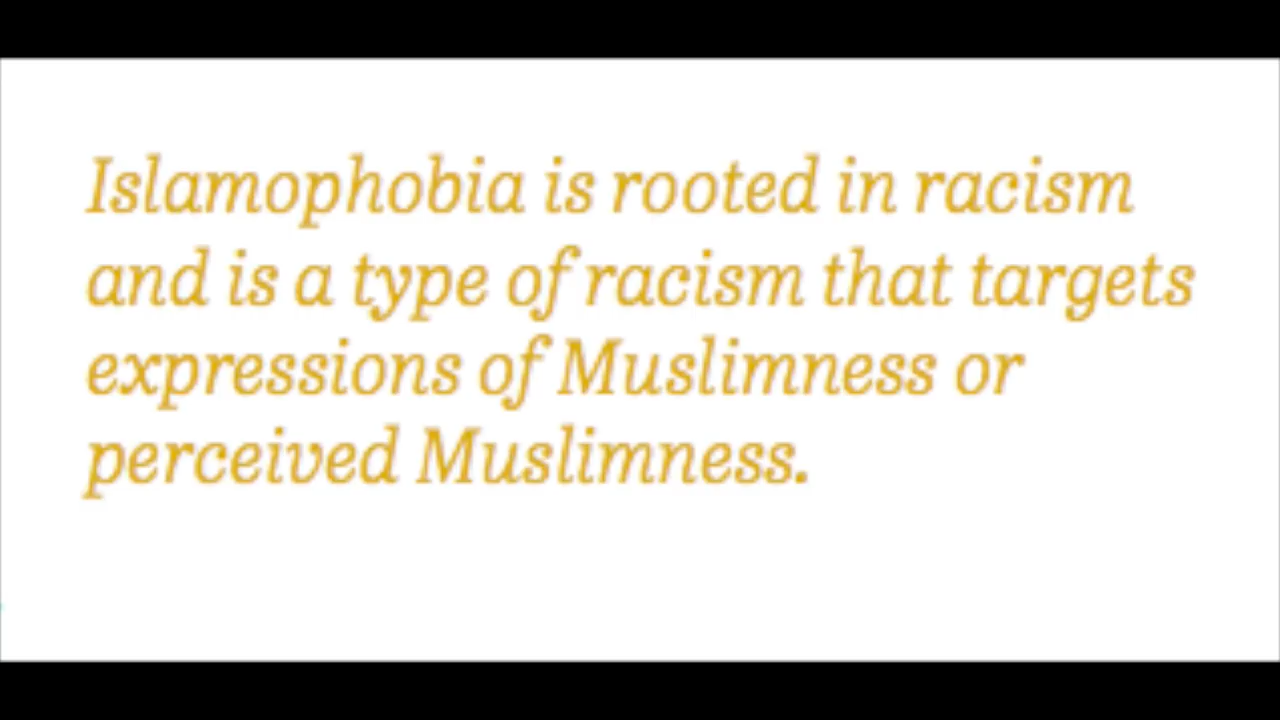 Islamophobia is rooted in racism
and is a type of racism that targets
expressions of Muslimness or
perceived Muslimness.